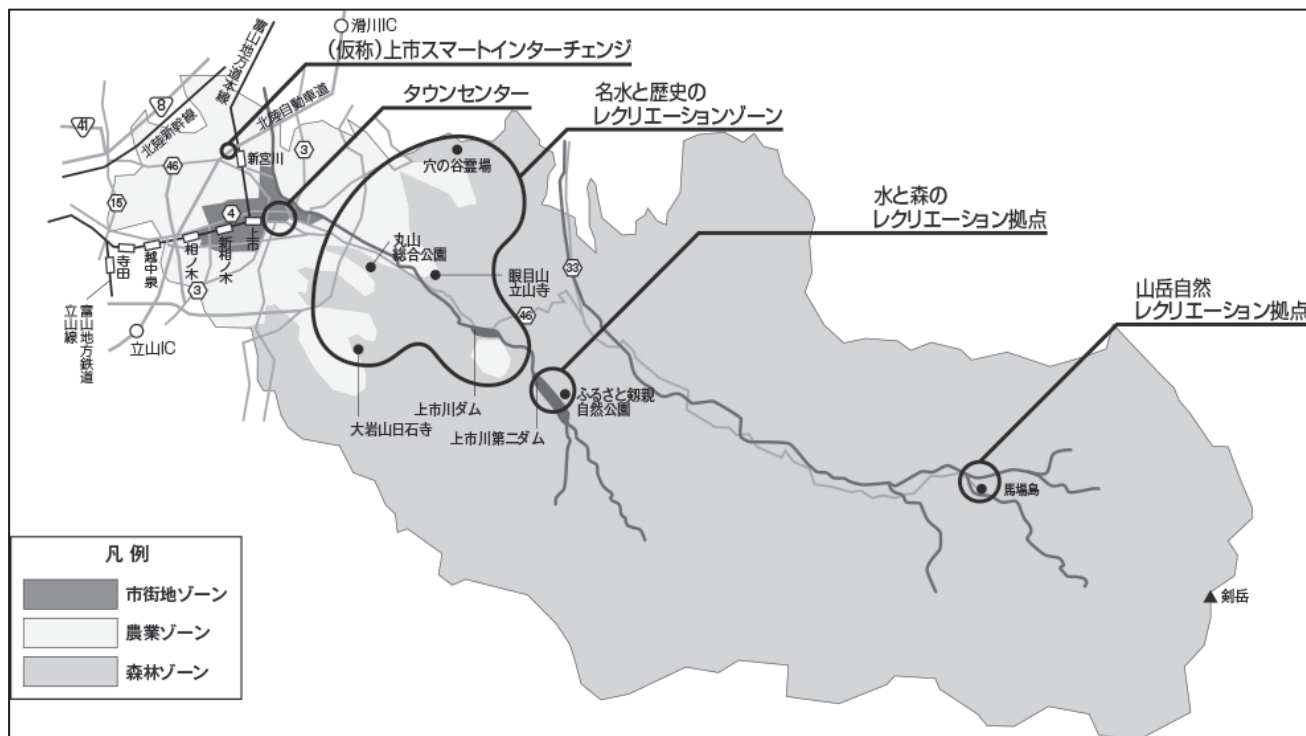 滑川IC
(仮称)上市スマートインターチェンジ
富山地方道本線
タウンセンター
名水と歴史の
レクリエーションゾーン
8
41
北陸新幹線
北陸自動車道
46
新宮川
3
穴の谷霊場
水と森の
レクリエーション拠点
15
4
上市
新相ノ木
相ノ木
越中泉
寺田
丸山
総合公園
眼目山
立山寺
33
山岳自然
レクリエーション拠点
3
46
富山地方鉄道
立山線
立山IC
ふるさと剱親
自然公園
上市川ダム
大岩山日石寺
上市川第二ダム
馬場島
剣岳
凡例
市街地ゾーン
農業ゾーン
森林ゾーン